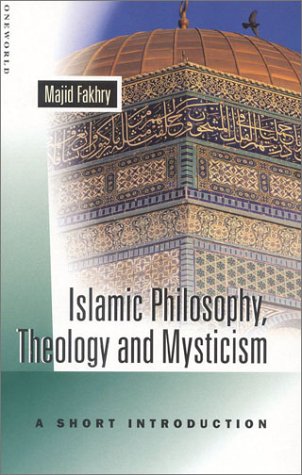 ONEWORLD
Majid Fakhry
Islamic Philosophy,
Theology and Mysticism
A SHORT INTRODUCTION